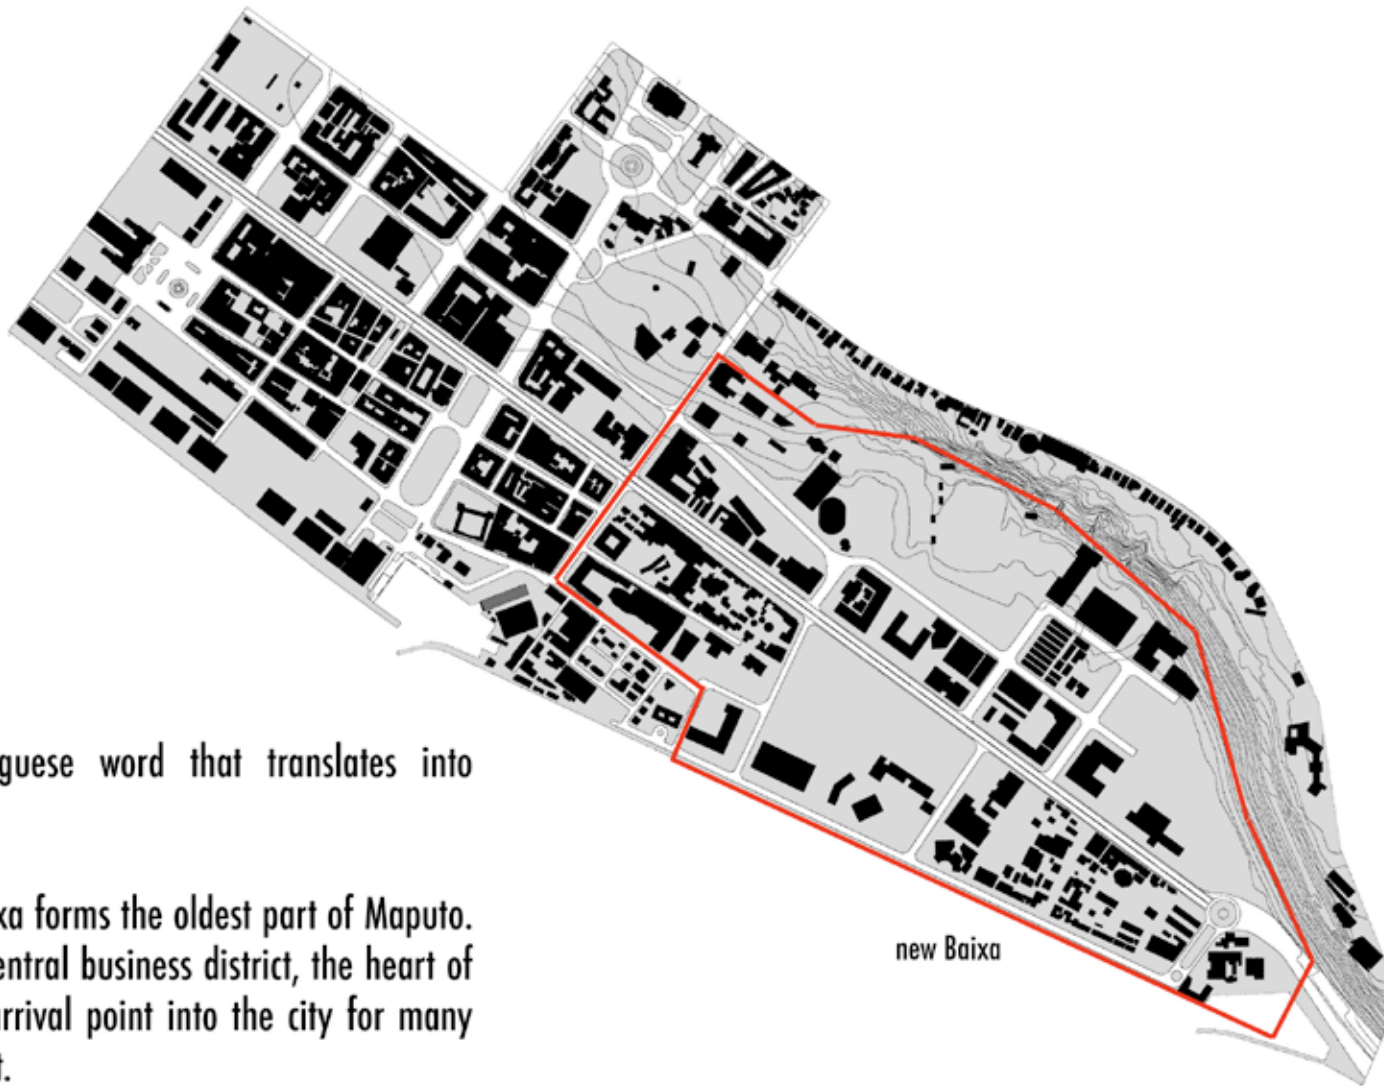 guese word that translates into
xa forms the oldest part of Maputo.
entral business district, the heart of
arrival point into the city for many
t.
new Baixa